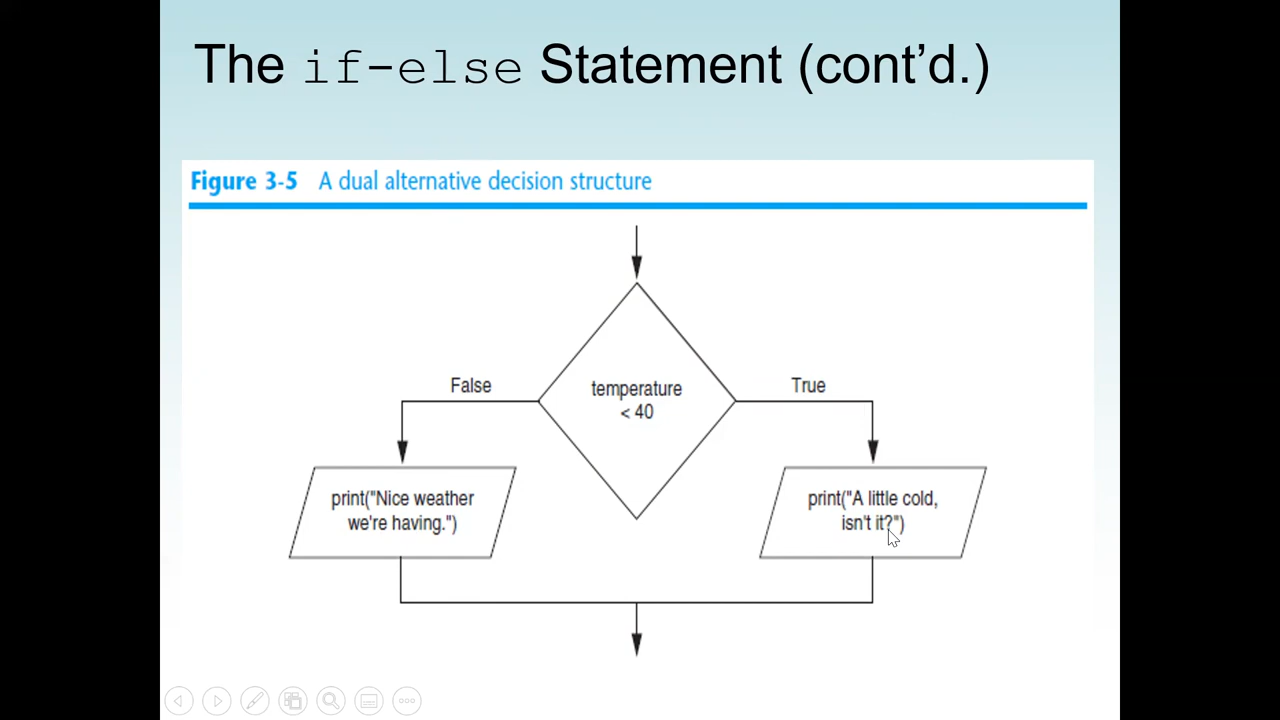 The if-else Statement (cont’d.)
Figure 3-5 A dual alternative decision structure
False
temperature
< 40
True
print("Nice weather
we're having.")
print("A little cold,
isn't it?")